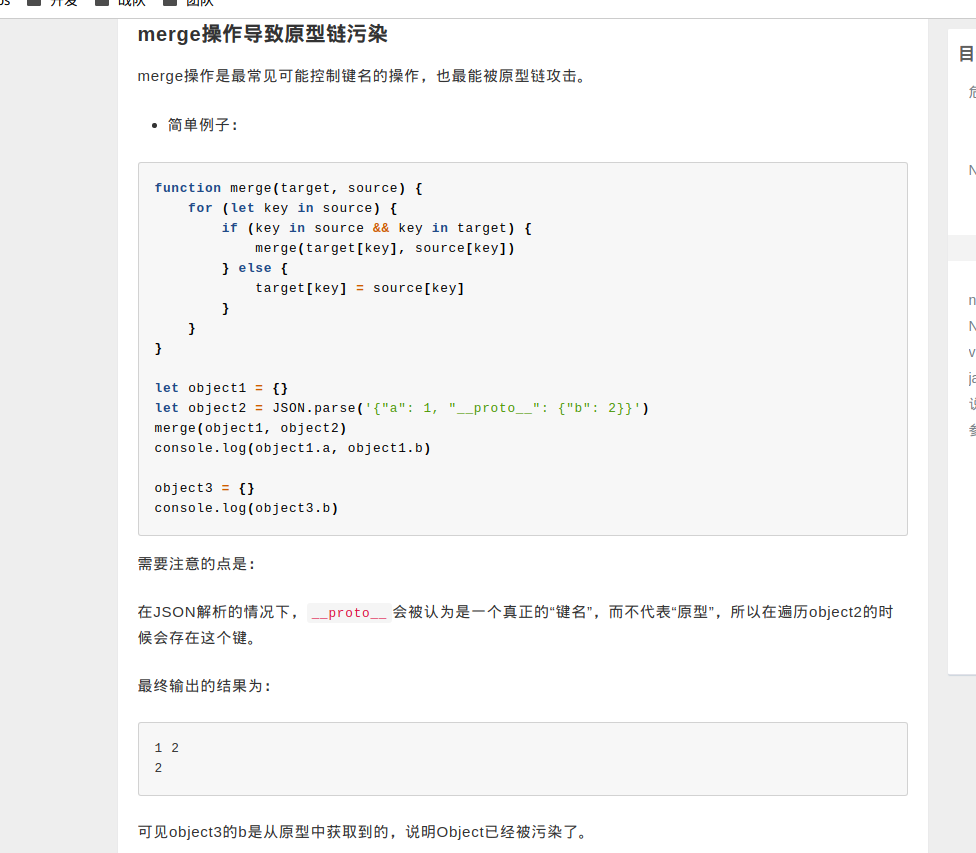 开发 战队 团队
merge操作导致原型链污染
merge操作是最常见可能控制键名的操作，也最能被原型链攻击。
简单例子：
function merge(target, source) {
    for (let key in source) {
        if (key in source && key in target) {
            merge(target[key], source[key])
        } else {
            target[key] = source[key]
        }
    }
}
let object1 = {}
let object2 = JSON.parse('{"a": 1, "__proto__": {"b": 2}}')
merge(object1, object2)
console.log(object1.a, object1.b)
object3 = {}
console.log(object3.b)
需要注意的点是：
在JSON解析的情况下，__proto__会被认为是一个真正的“键名”，而不代表“原型”，所以在遍历object2的时
候会存在这个键。
最终输出的结果为：
1 2
2
可见object3的b是从原型中获取到的，说明Object已经被污染了。
目
N
N
v